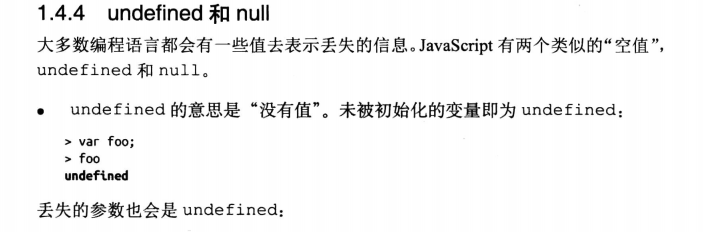 1.4.4 undefined 和 null
大多数编程语言都会有一些值去表示丢失的信息。JavaScript 有两个类似的“空值”，
undefined 和 null。
• undefined 的意思是“没有值”。未被初始化的变量即为 undefined：
> var foo;
> foo
undefined
丢失的参数也会是 undefined：